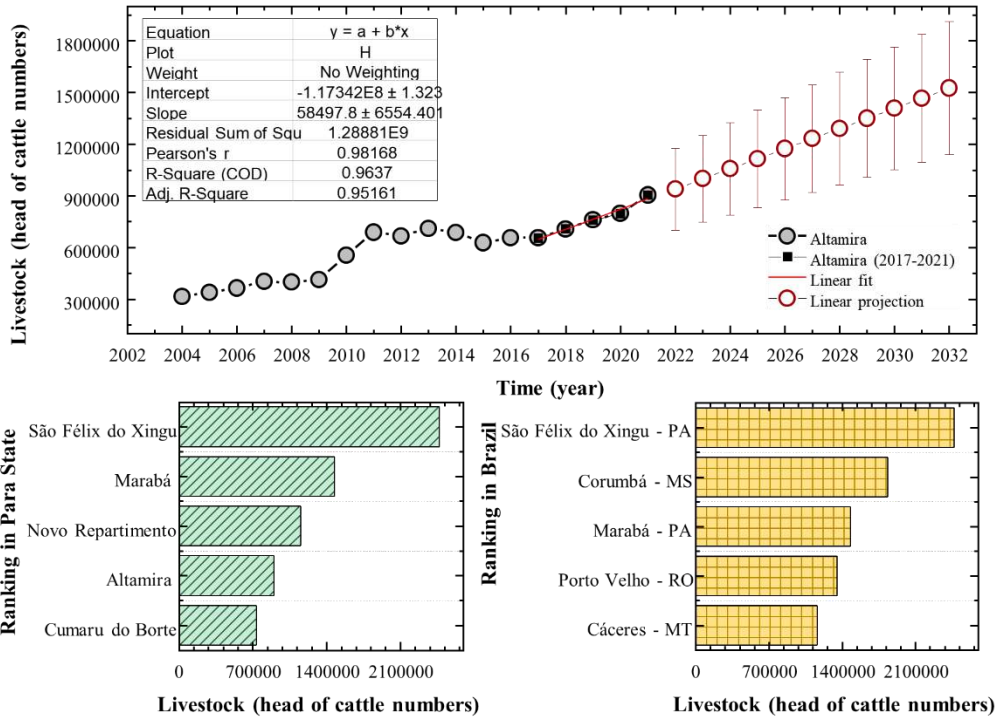 Livestock (head of cattle numbers)
1800000
1500000
1200000
900000
600000
300000
Equation y = a + b*x
Plot H
Weight No Weighting
Intercept -1.17342E8 ± 1.323
Slope 58497.8 ± 6554.401
Residual Sum of Squ 1.28881E9
Pearson's r 0.98168
R-Square (COD) 0.9637
Adj. R-Square 0.95161
Altamira
Altamira (2017-2021)
Linear fit
Linear projection
2002 2004 2006 2008 2010 2012 2014 2016 2018 2020 2022 2024 2026 2028 2030 2032
Time (year)
Ranking in Para State
São Félix do Xingu
Marabá
Novo Repartimento
Altamira
Cumaru do Borte
0 700000 1400000 2100000
Livestock (head of cattle numbers)
Ranking in Brazil
São Félix do Xingu - PA
Corumbá - MS
Marabá - PA
Porto Velho - RO
Cáceres - MT
0 700000 1400000 2100000
Livestock (head of cattle numbers)